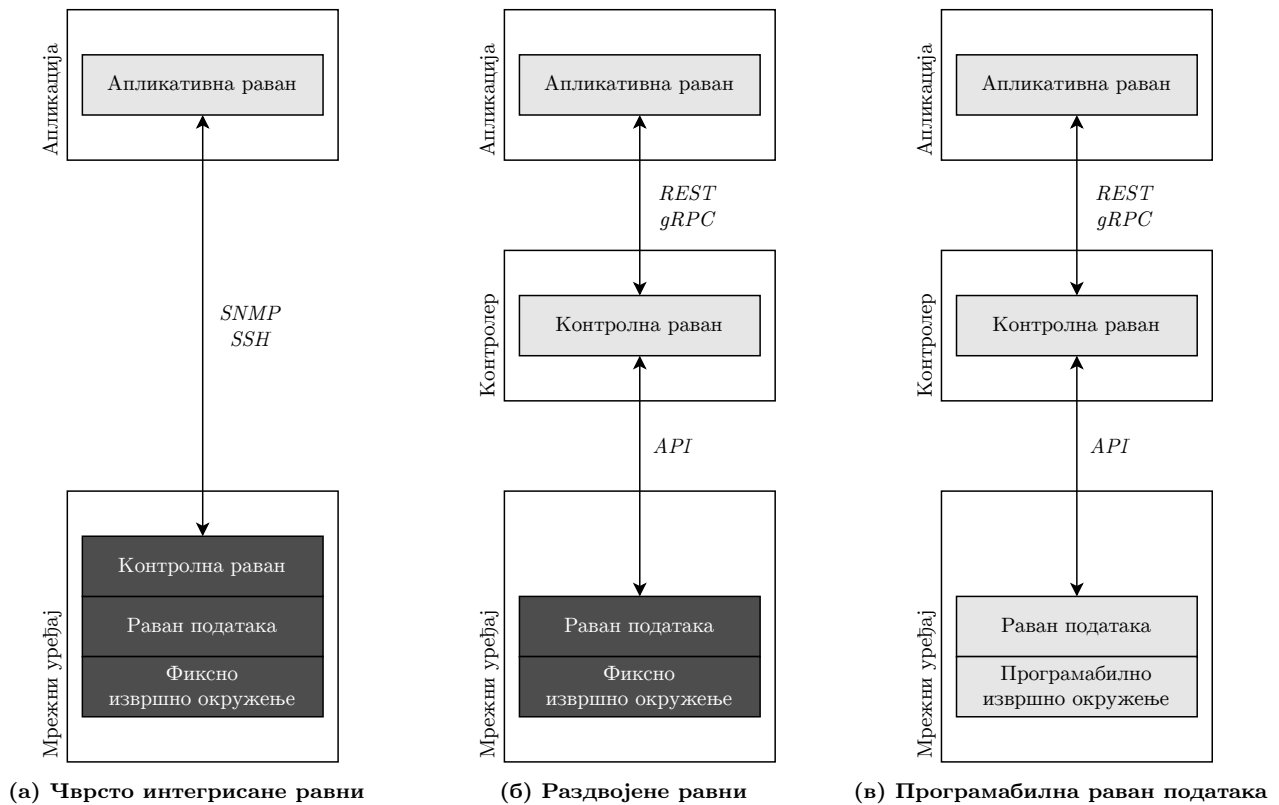 Апликација
Апликативна раван
SNMP
SSH
Мрежни уређај
Контролна раван
Раван података
Фиксно
извршно окружење
(а) Чврсто интегрисане равни
Апликација
Апликативна раван
REST
gRPC
Контролер
Контролна раван
API
Мрежни уређај
Раван података
Фиксно
извршно окружење
(б) Раздвојене равни
Апликација
Апликативна раван
REST
gRPC
Контролер
Контролна раван
API
Мрежни уређај
Раван података
Програмабилно
извршно окружење
(в) Програмабилна раван података